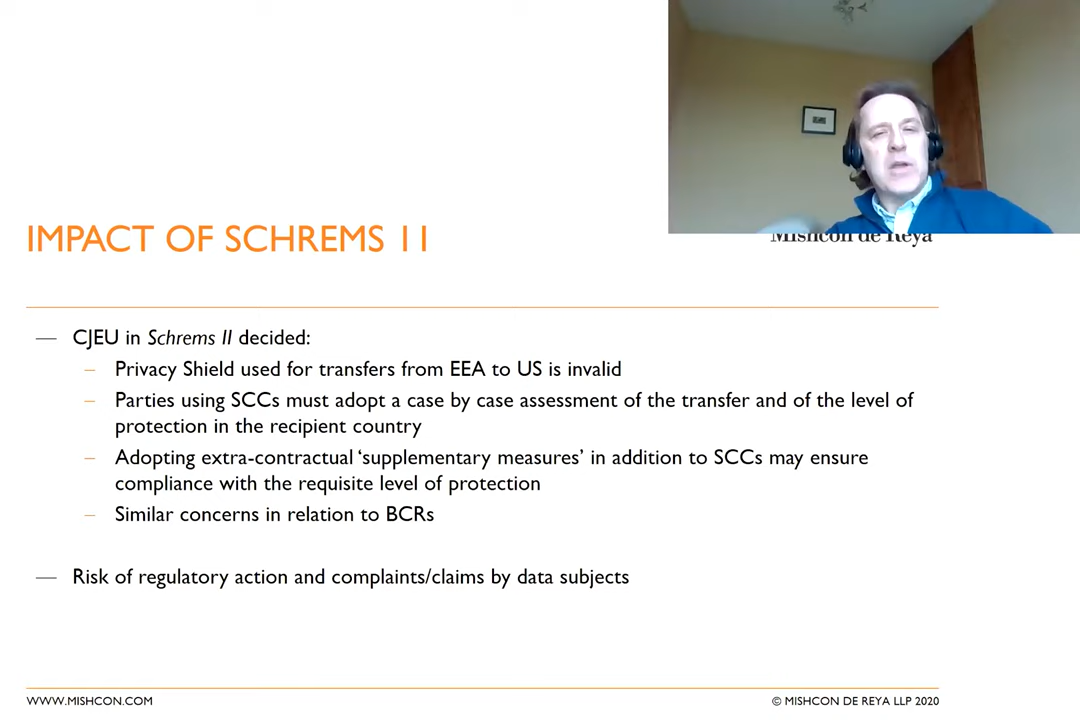 IMPACT OF SCHREMS 11
Mishcon de Reya
— CJEU in Schrems II decided:
– Privacy Shield used for transfers from EEA to US is invalid
– Parties using SCCs must adopt a case by case assessment of the transfer and of the level of
protection in the recipient country
– Adopting extra-contractual ‘supplementary measures’ in addition to SCCs may ensure
compliance with the requisite level of protection
– Similar concerns in relation to BCRs
— Risk of regulatory action and complaints/claims by data subjects
WWW.MISHCON.COM
© MISHCON DE REYA LLP 2020